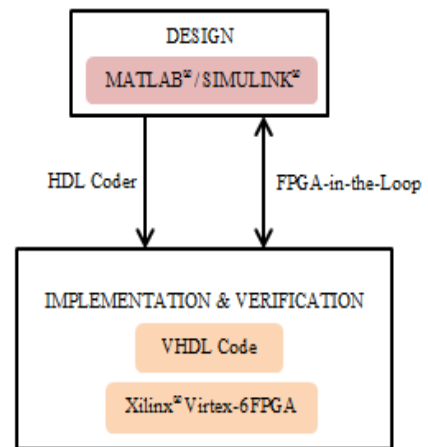 DESIGN
MATLAB® / SIMULINK®
HDL Coder
FPGA-in-the-Loop
IMPLEMENTATION & VERIFICATION
VHDL Code
Xilinx® Virtex-6FPGA